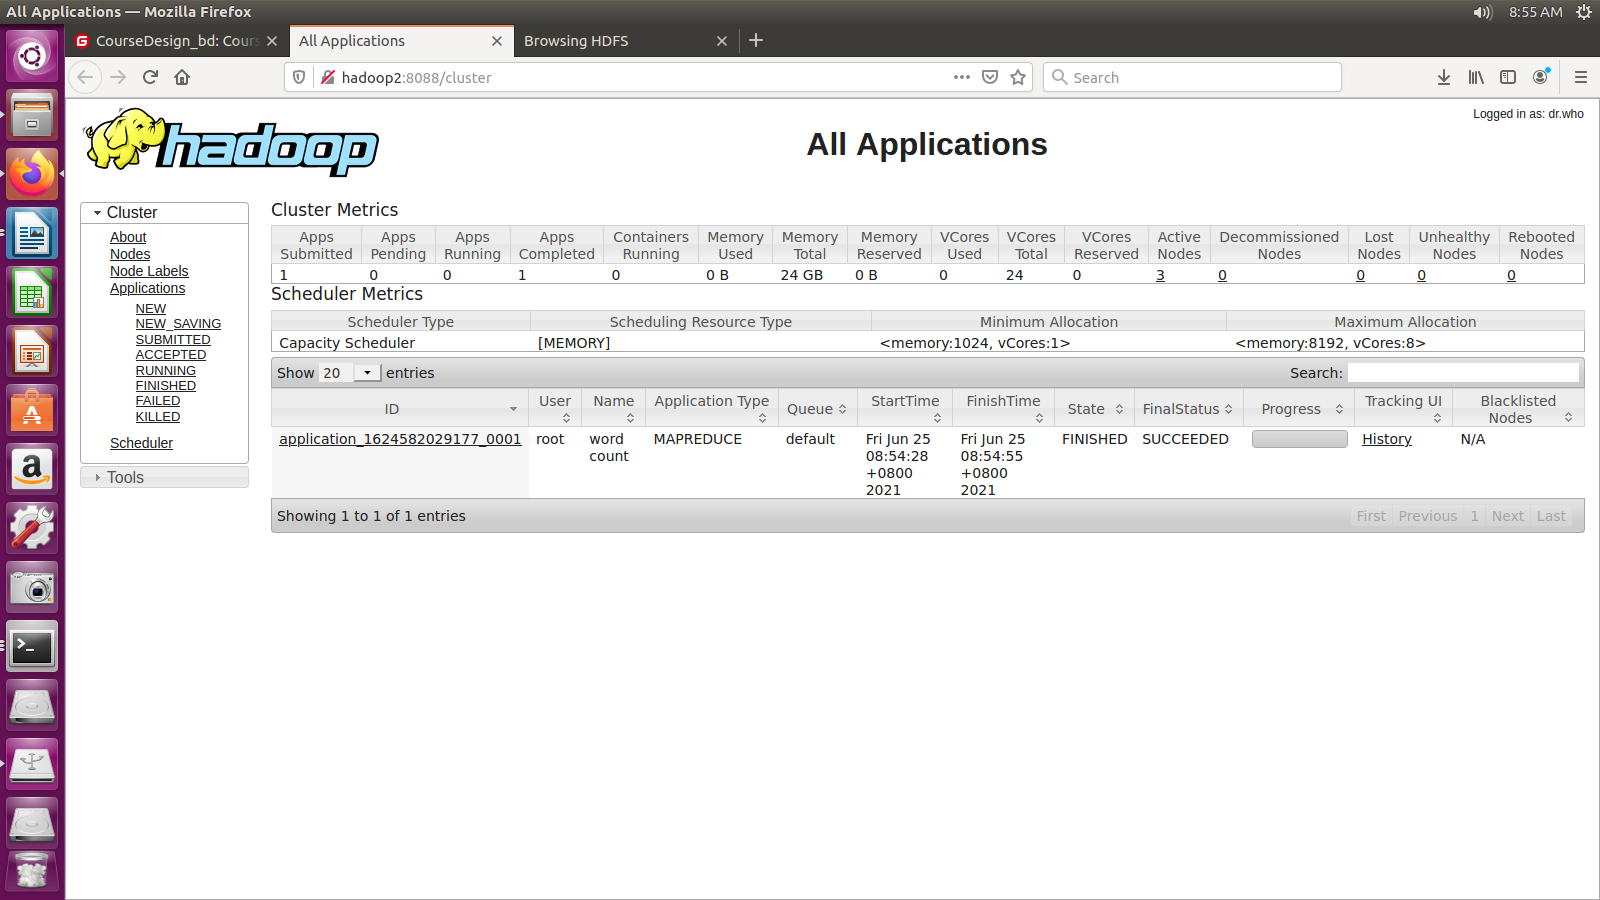 All Applications — Mozilla Firefox
8:55 AM
CourseDesign_bd: Cours
All Applications
Browsing HDFS
hadoop2:8088/cluster
Search
hadoop
All Applications
Logged in as: dr.who
Cluster
About
Nodes
Node Labels
Applications
NEW
NEW_SAVING
SUBMITTED
ACCEPTED
RUNNING
FINISHED
FAILED
KILLED
Scheduler
Tools
Cluster Metrics
Apps Submitted Apps Pending Apps Running Apps Completed Containers Running Memory Used Memory Total Memory Reserved VCores Used VCores Total VCores Reserved Active Nodes Decommissioned Nodes Lost Nodes Unhealthy Nodes Rebooted Nodes
1 0 0 1 0 0 B 24 GB 0 B 0 24 0 3 0 0 0 0
Scheduler Metrics
Scheduler Type Scheduling Resource Type Minimum Allocation Maximum Allocation
Capacity Scheduler [MEMORY] <memory:1024, vCores:1> <memory:8192, vCores:8>
Show 20 entries Search:
ID User Name Application Type Queue StartTime FinishTime State FinalStatus Progress Tracking UI Blacklisted Nodes
application_1624582029177_0001 root word count MAPREDUCE default Fri Jun 25 08:54:28 +0800 2021 Fri Jun 25 08:54:55 +0800 2021 FINISHED SUCCEEDED History N/A
Showing 1 to 1 of 1 entries First Previous 1 Next Last